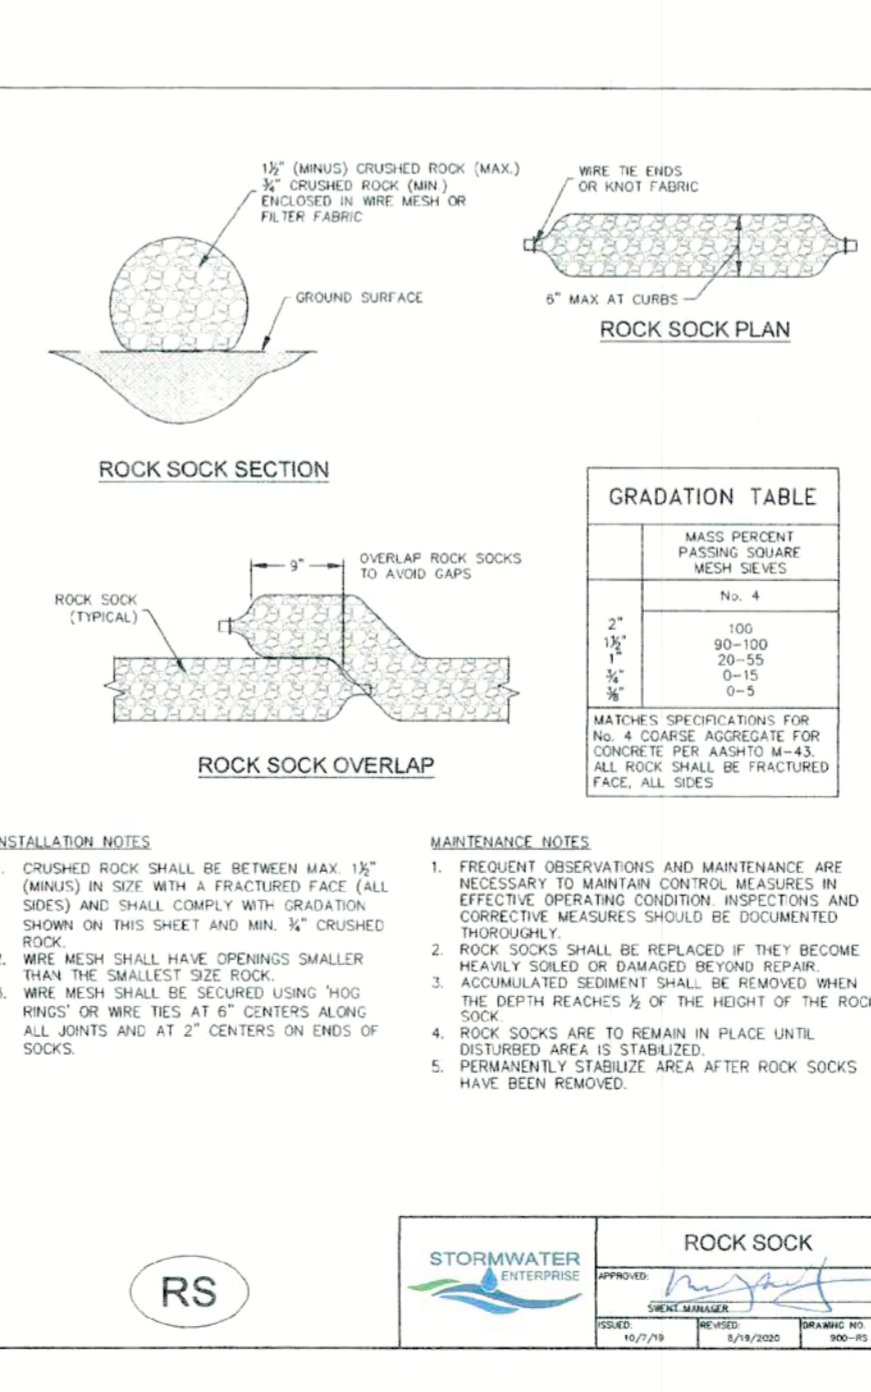 1½" (MINUS) CRUSHED ROCK (MAX.)
¾" CRUSHED ROCK (MIN.)
ENCLOSED IN WIRE MESH OR
FILTER FABRIC
GROUND SURFACE
ROCK SOCK SECTION
WIRE TIE ENDS
OR KNOT FABRIC
6" MAX AT CURBS
ROCK SOCK PLAN
9"
OVERLAP ROCK SOCKS
TO AVOID GAPS
ROCK SOCK
(TYPICAL)
ROCK SOCK OVERLAP
GRADATION TABLE
MASS PERCENT
PASSING SQUARE
MESH SIEVES
No. 4
2" 100
1½" 90-100
1" 20-55
¾" 0-15
⅜" 0-5
MATCHES SPECIFICATIONS FOR
No. 4 COARSE AGGREGATE FOR
CONCRETE PER AASHTO M-43.
ALL ROCK SHALL BE FRACTURED
FACE, ALL SIDES
NSTALLATION NOTES
. CRUSHED ROCK SHALL BE BETWEEN MAX. 1½"
(MINUS) IN SIZE WITH A FRACTURED FACE (ALL
SIDES) AND SHALL COMPLY WITH GRADATION
SHOWN ON THIS SHEET AND MIN. ¾" CRUSHED
ROCK.
. WIRE MESH SHALL HAVE OPENINGS SMALLER
THAN THE SMALLEST SIZE ROCK.
. WIRE MESH SHALL BE SECURED USING 'HOG
RINGS' OR WIRE TIES AT 6" CENTERS ALONG
ALL JOINTS AND AT 2" CENTERS ON ENDS OF
SOCKS.
MAINTENANCE NOTES
1. FREQUENT OBSERVATIONS AND MAINTENANCE ARE
NECESSARY TO MAINTAIN CONTROL MEASURES IN
EFFECTIVE OPERATING CONDITION. INSPECTIONS AND
CORRECTIVE MEASURES SHOULD BE DOCUMENTED
THOROUGHLY.
2. ROCK SOCKS SHALL BE REPLACED IF THEY BECOME
HEAVILY SOILED OR DAMAGED BEYOND REPAIR.
3. ACCUMULATED SEDIMENT SHALL BE REMOVED WHEN
THE DEPTH REACHES ½ OF THE HEIGHT OF THE ROCK
SOCK.
4. ROCK SOCKS ARE TO REMAIN IN PLACE UNTIL
DISTURBED AREA IS STABILIZED.
5. PERMANENTLY STABILIZE AREA AFTER ROCK SOCKS
HAVE BEEN REMOVED.
RS
STORMWATER
ENTERPRISE
ROCK SOCK
APPROVED:
SWENT MANAGER
ISSUED: REVISED: DRAWING NO.
10/7/19 8/19/2020 900-RS